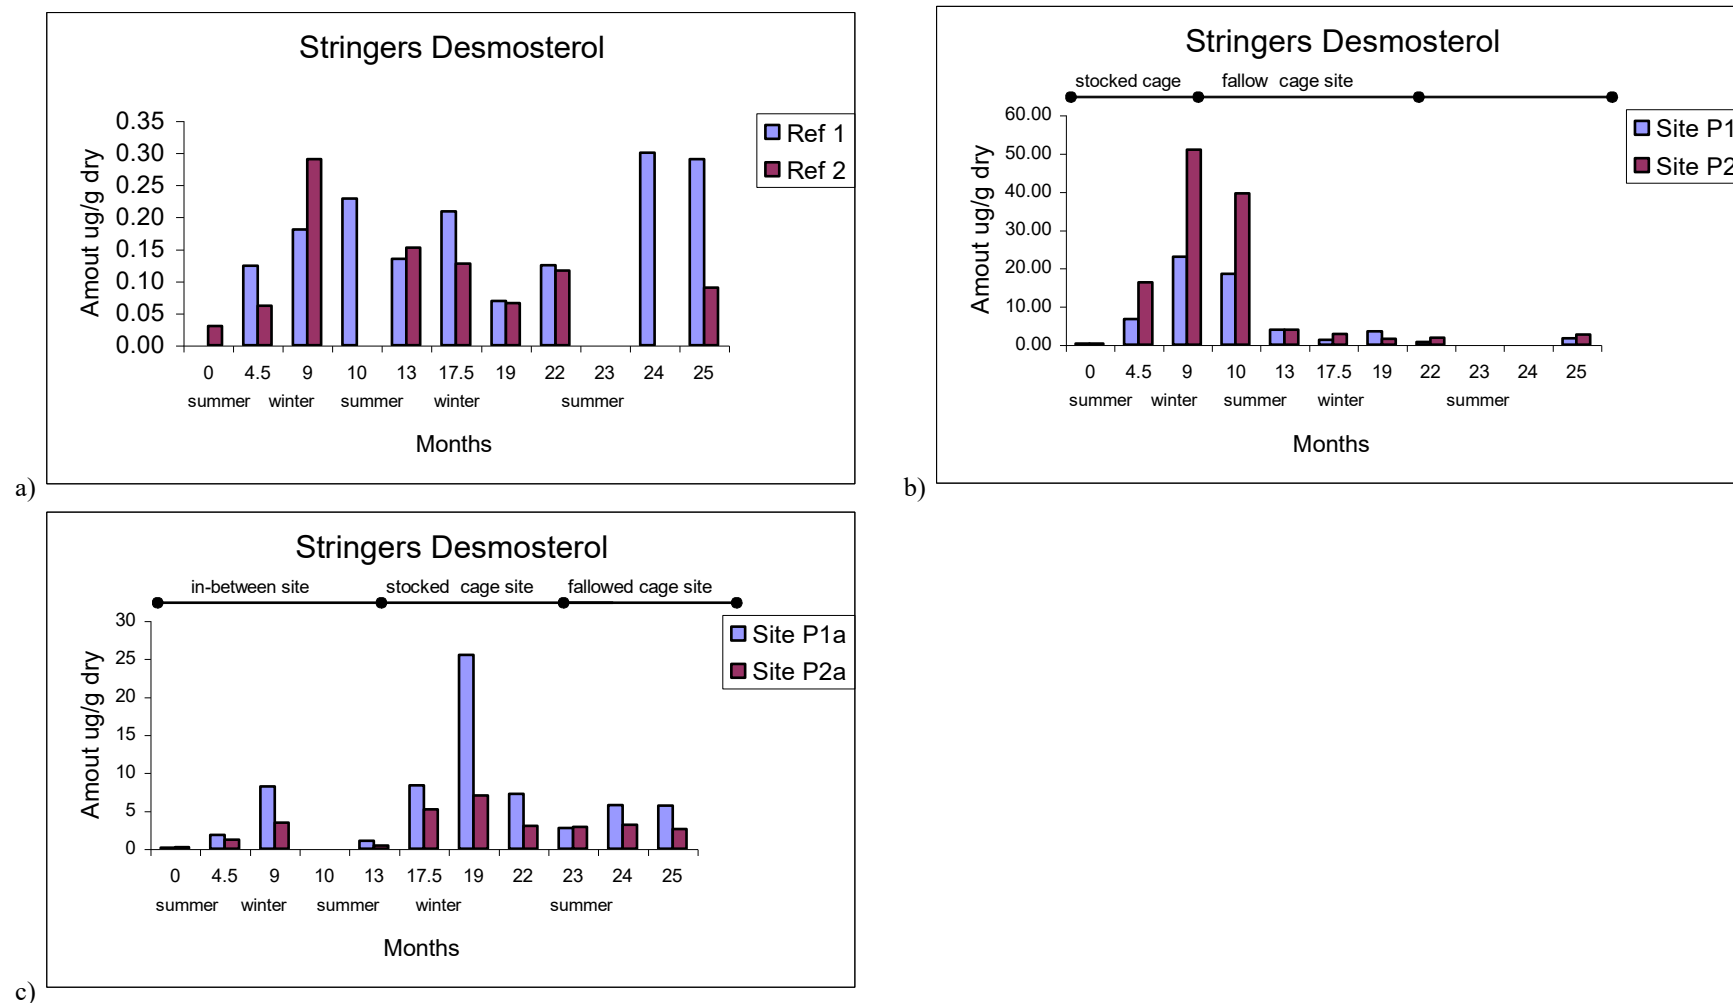 Stringers Desmosterol
0.35
0.30
0.25
0.20
0.15
0.10
0.05
0.00
Amout ug/g dry
Ref 1
Ref 2
0 4.5 9 10 13 17.5 19 22 23 24 25
summer winter summer winter summer
Months
a)
Stringers Desmosterol
stocked cage fallow cage site
60.00
50.00
40.00
30.00
20.00
10.00
0.00
Amout ug/g dry
Site P1
Site P2
0 4.5 9 10 13 17.5 19 22 23 24 25
summer winter summer winter summer
Months
b)
Stringers Desmosterol
in-between site stocked cage site fallowed cage site
30
25
20
15
10
5
0
Amout ug/g dry
Site P1a
Site P2a
0 4.5 9 10 13 17.5 19 22 23 24 25
summer winter summer winter summer
Months
c)